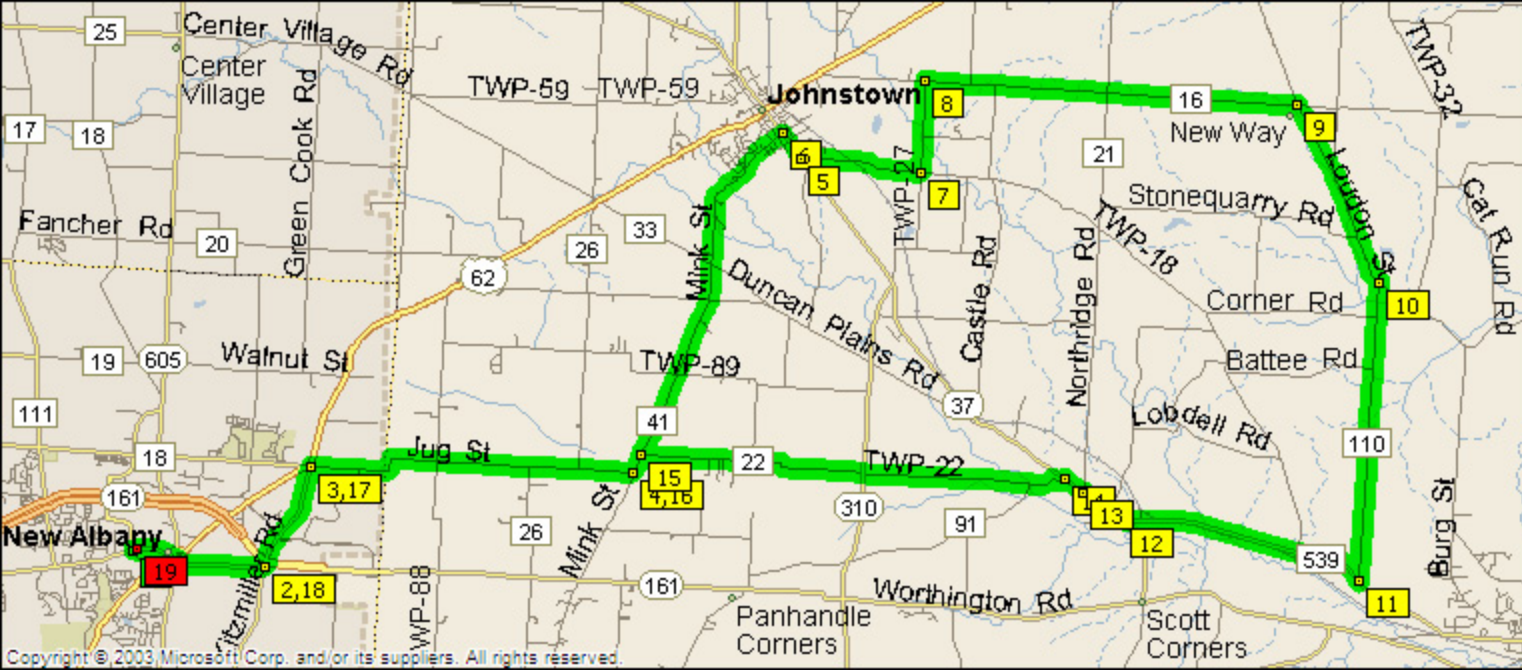 25
Center Village Rd
Center
Village
TWP-59
TWP-59
Johnstown
8
16
9
New Way
TWP-32
17
18
Green Cook Rd
6
5
TWP-27
7
21
Loudon St
Stonequarry Rd
TWP-18
Cat Run Rd
Fancher Rd
20
62
26
33
Mink St
Duncan Plains Rd
Castle Rd
Northridge Rd
Corner Rd
10
19
605
Walnut St
TWP-89
Battee Rd
111
41
37
Lobdell Rd
110
18
Jug St
3,17
15
4,16
22
TWP-22
161
26
Mink St
310
91
13
12
539
Burg St
New Albany
19
2,18
Kitzmiller Rd
161
Worthington Rd
11
Panhandle
Corners
Scott
Corners
Copyright © 2003 Microsoft Corp. and/or its suppliers. All rights reserved.